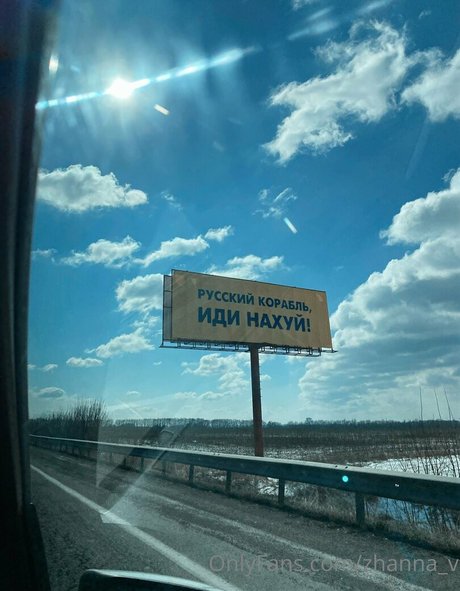 РУССКИЙ КОРАБЛЬ,
ИДИ НАХУЙ!
OnlyFans.com/zhanna_v